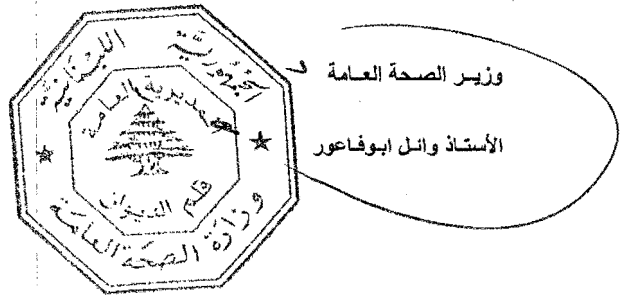 وزير الصحة العامة
الأستاذ وائل ابوفاعور
الجمهورية اللبنانية
المديرية العامة
قلم الديوان
وزارة الصحة العامة